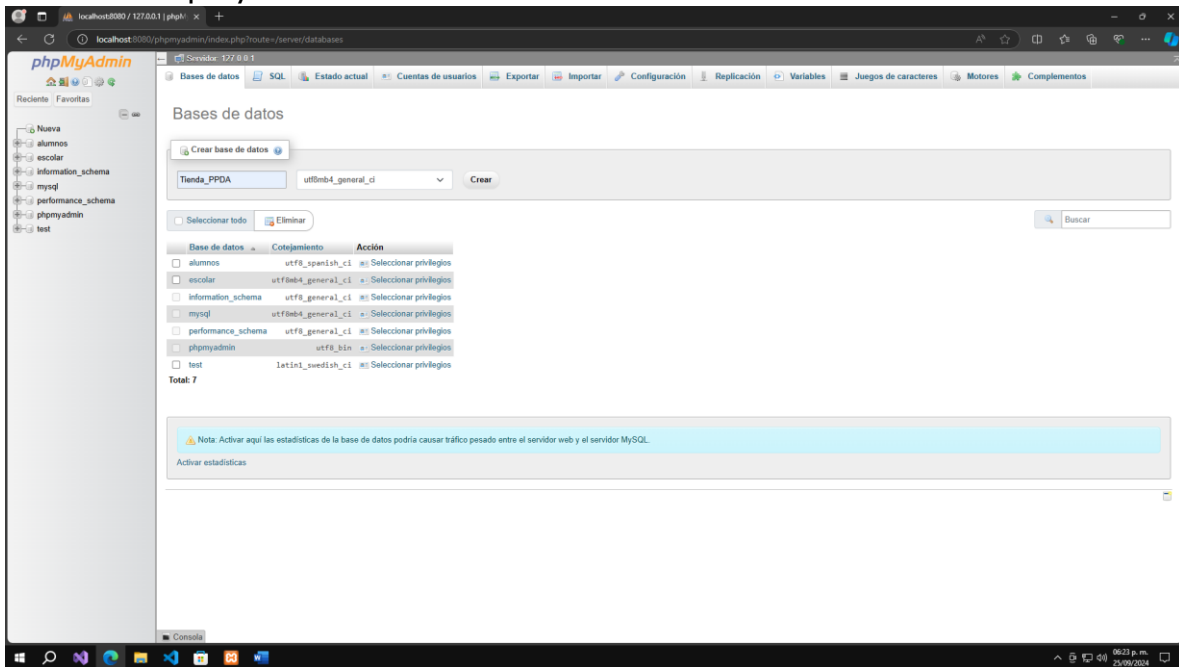 localhost:8080 / 127.0.0.1 | phpM
localhost:8080/phpmyadmin/index.php?route=/server/databases
phpMyAdmin
Reciente Favoritas
Nueva
alumnos
escolar
information_schema
mysql
performance_schema
phpmyadmin
test
Servidor: 127.0.0.1
Bases de datos SQL Estado actual Cuentas de usuarios Exportar Importar Configuración Replicación Variables Juegos de caracteres Motores Complementos
Bases de datos
Crear base de datos
Tienda_PPDA utf8mb4_general_ci Crear
Seleccionar todo Eliminar Buscar
Base de datos Cotejamiento Acción
alumnos utf8_spanish_ci Seleccionar privilegios
escolar utf8mb4_general_ci Seleccionar privilegios
information_schema utf8_general_ci Seleccionar privilegios
mysql utf8mb4_general_ci Seleccionar privilegios
performance_schema utf8_general_ci Seleccionar privilegios
phpmyadmin utf8_bin Seleccionar privilegios
test latin1_swedish_ci Seleccionar privilegios
Total: 7
Nota: Activar aquí las estadísticas de la base de datos podría causar tráfico pesado entre el servidor web y el servidor MySQL.
Activar estadísticas
Consola
06:23 p. m.
25/09/2024